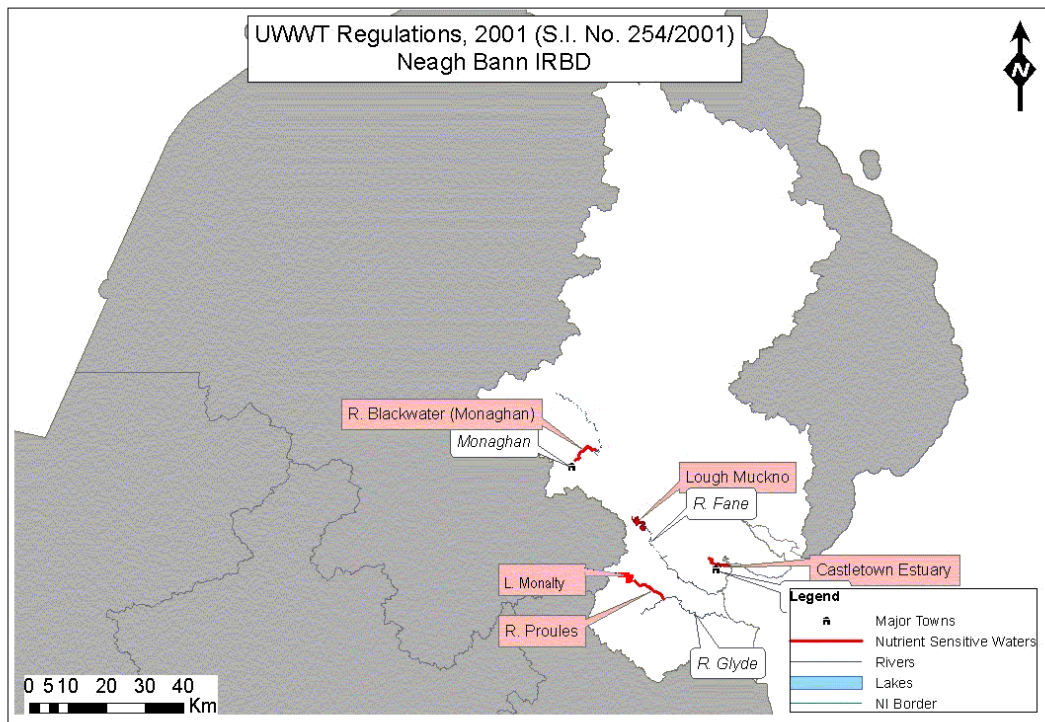 UWWT Regulations, 2001 (S.I. No. 254/2001)
Neagh Bann IRBD
N
R. Blackwater (Monaghan)
Monaghan
Lough Muckno
R. Fane
Castletown Estuary
L. Monalty
R. Proules
R. Glyde
Legend
Major Towns
Nutrient Sensitive Waters
Rivers
Lakes
NI Border
0 5 10 20 30 40
Km